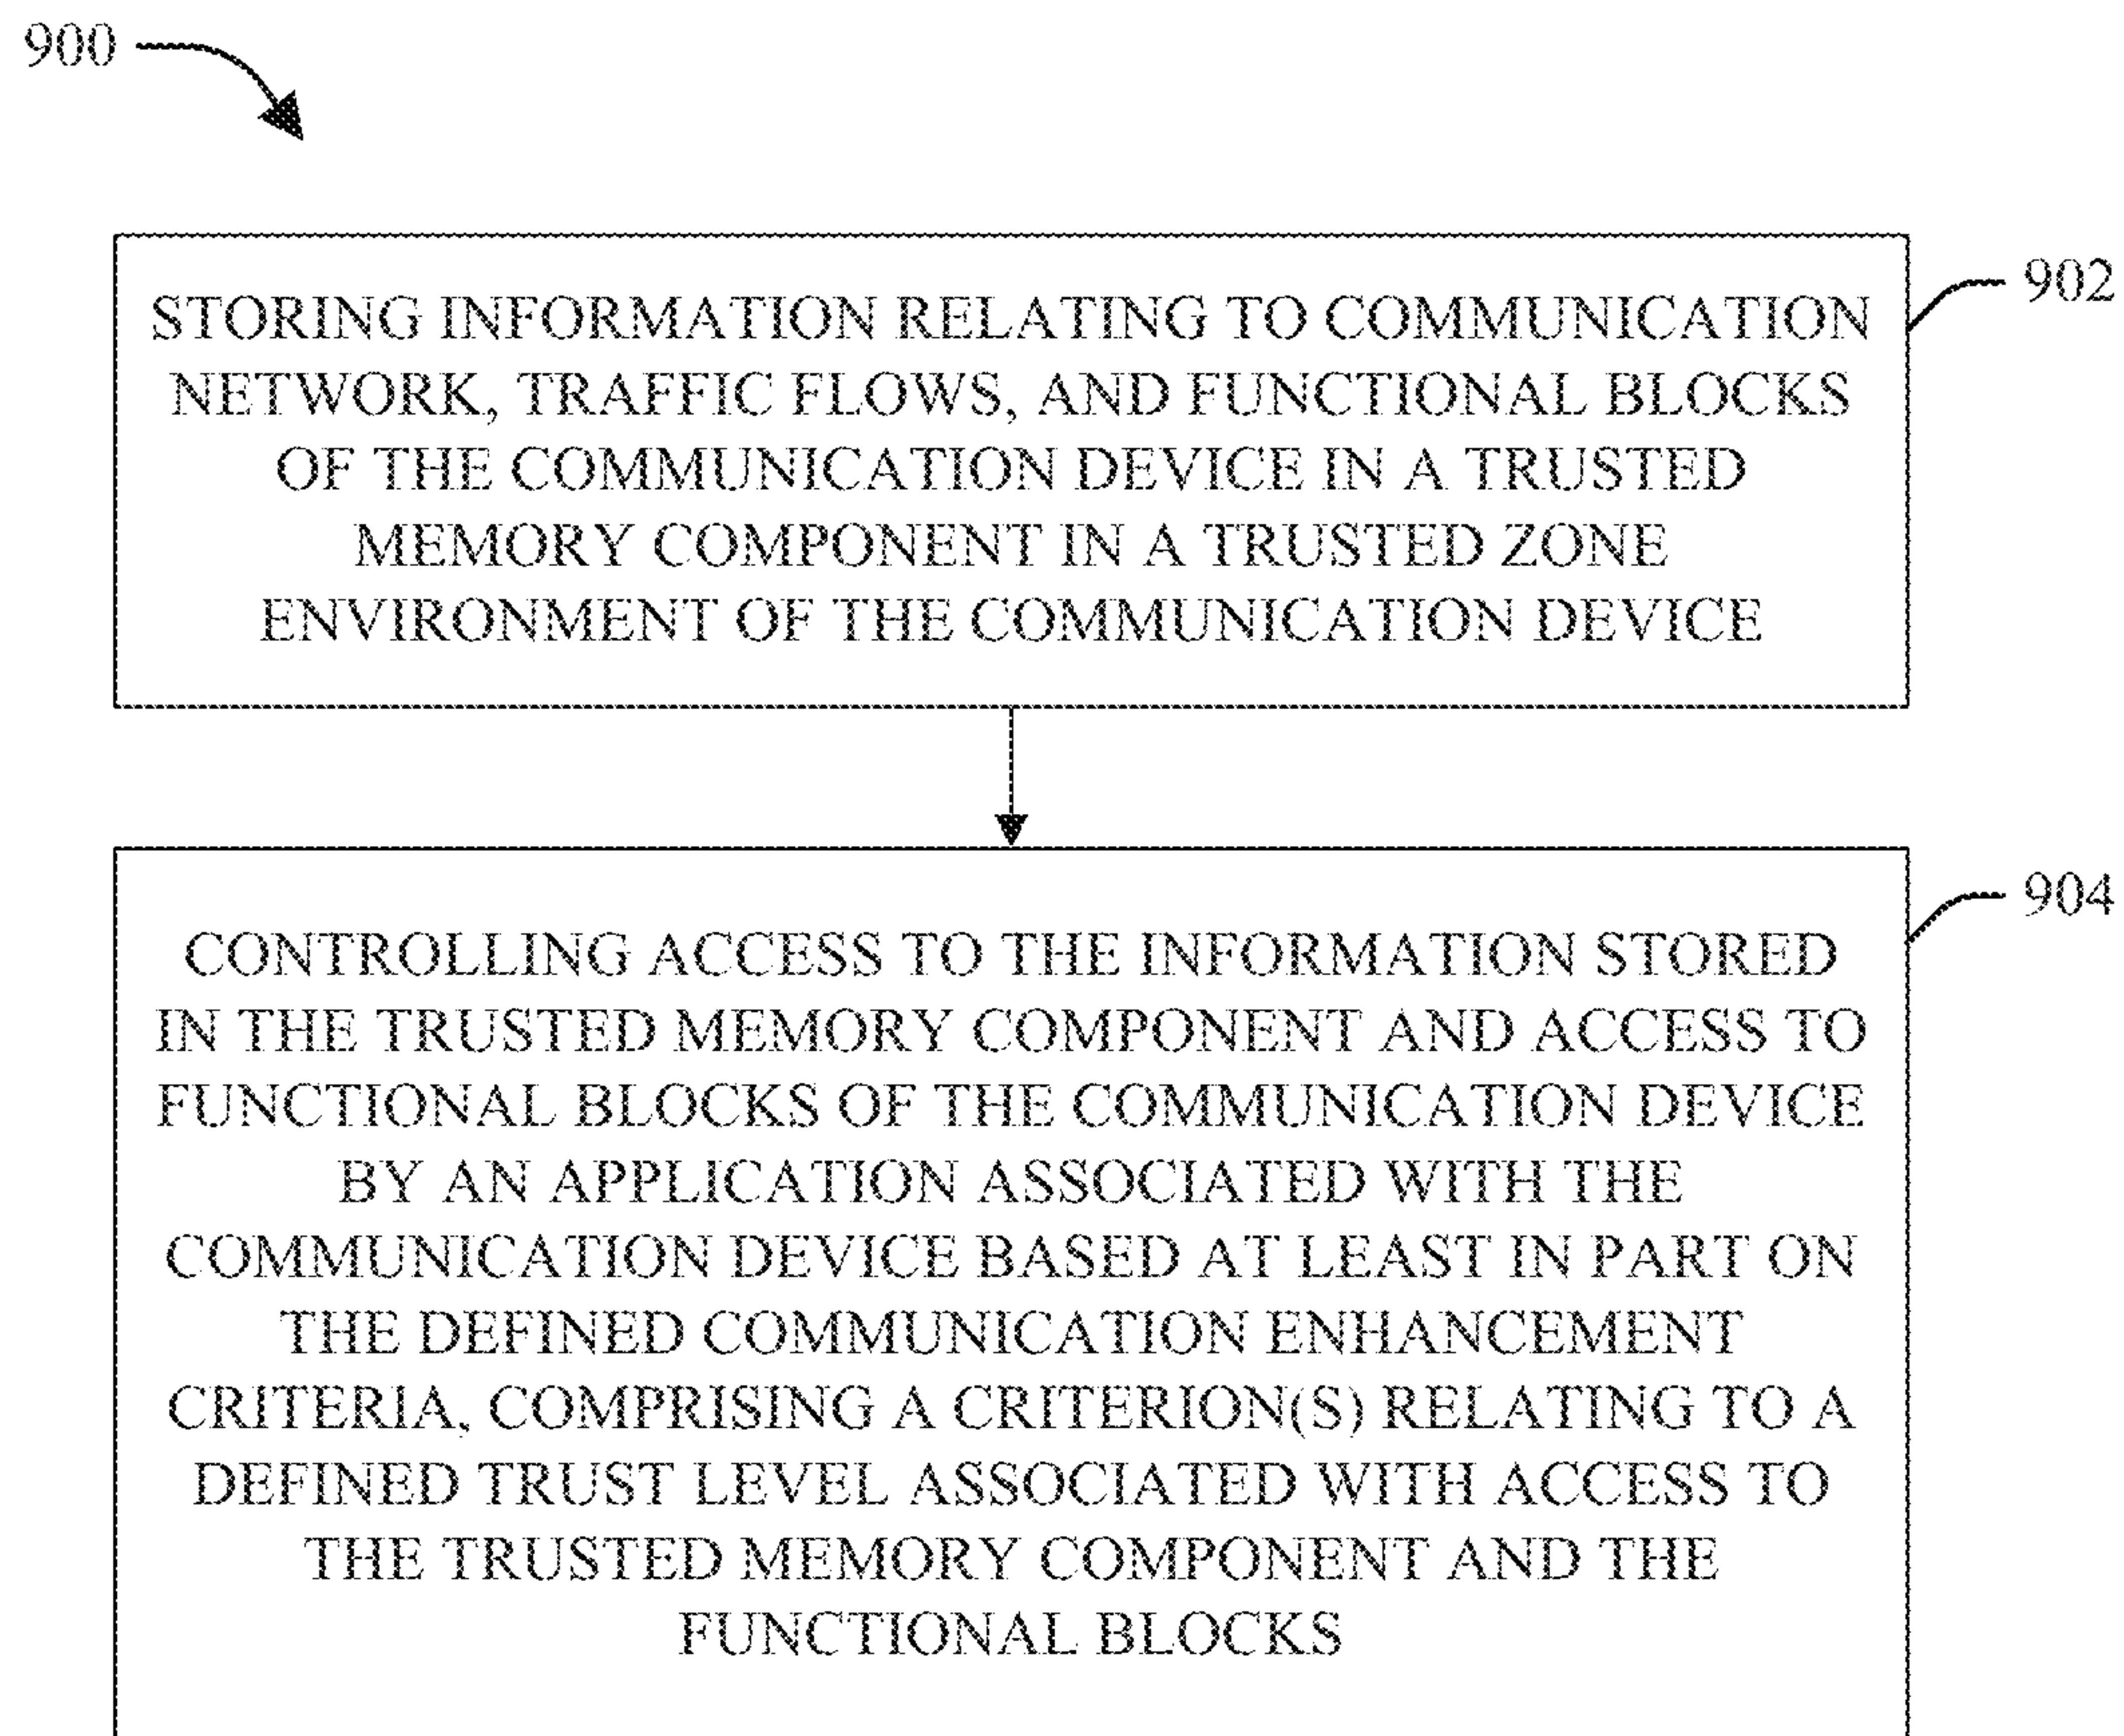 900
902
STORING INFORMATION RELATING TO COMMUNICATION
NETWORK, TRAFFIC FLOWS, AND FUNCTIONAL BLOCKS
OF THE COMMUNICATION DEVICE IN A TRUSTED
MEMORY COMPONENT IN A TRUSTED ZONE
ENVIRONMENT OF THE COMMUNICATION DEVICE
904
CONTROLLING ACCESS TO THE INFORMATION STORED
IN THE TRUSTED MEMORY COMPONENT AND ACCESS TO
FUNCTIONAL BLOCKS OF THE COMMUNICATION DEVICE
BY AN APPLICATION ASSOCIATED WITH THE
COMMUNICATION DEVICE BASED AT LEAST IN PART ON
THE DEFINED COMMUNICATION ENHANCEMENT
CRITERIA, COMPRISING A CRITERION(S) RELATING TO A
DEFINED TRUST LEVEL ASSOCIATED WITH ACCESS TO
THE TRUSTED MEMORY COMPONENT AND THE
FUNCTIONAL BLOCKS